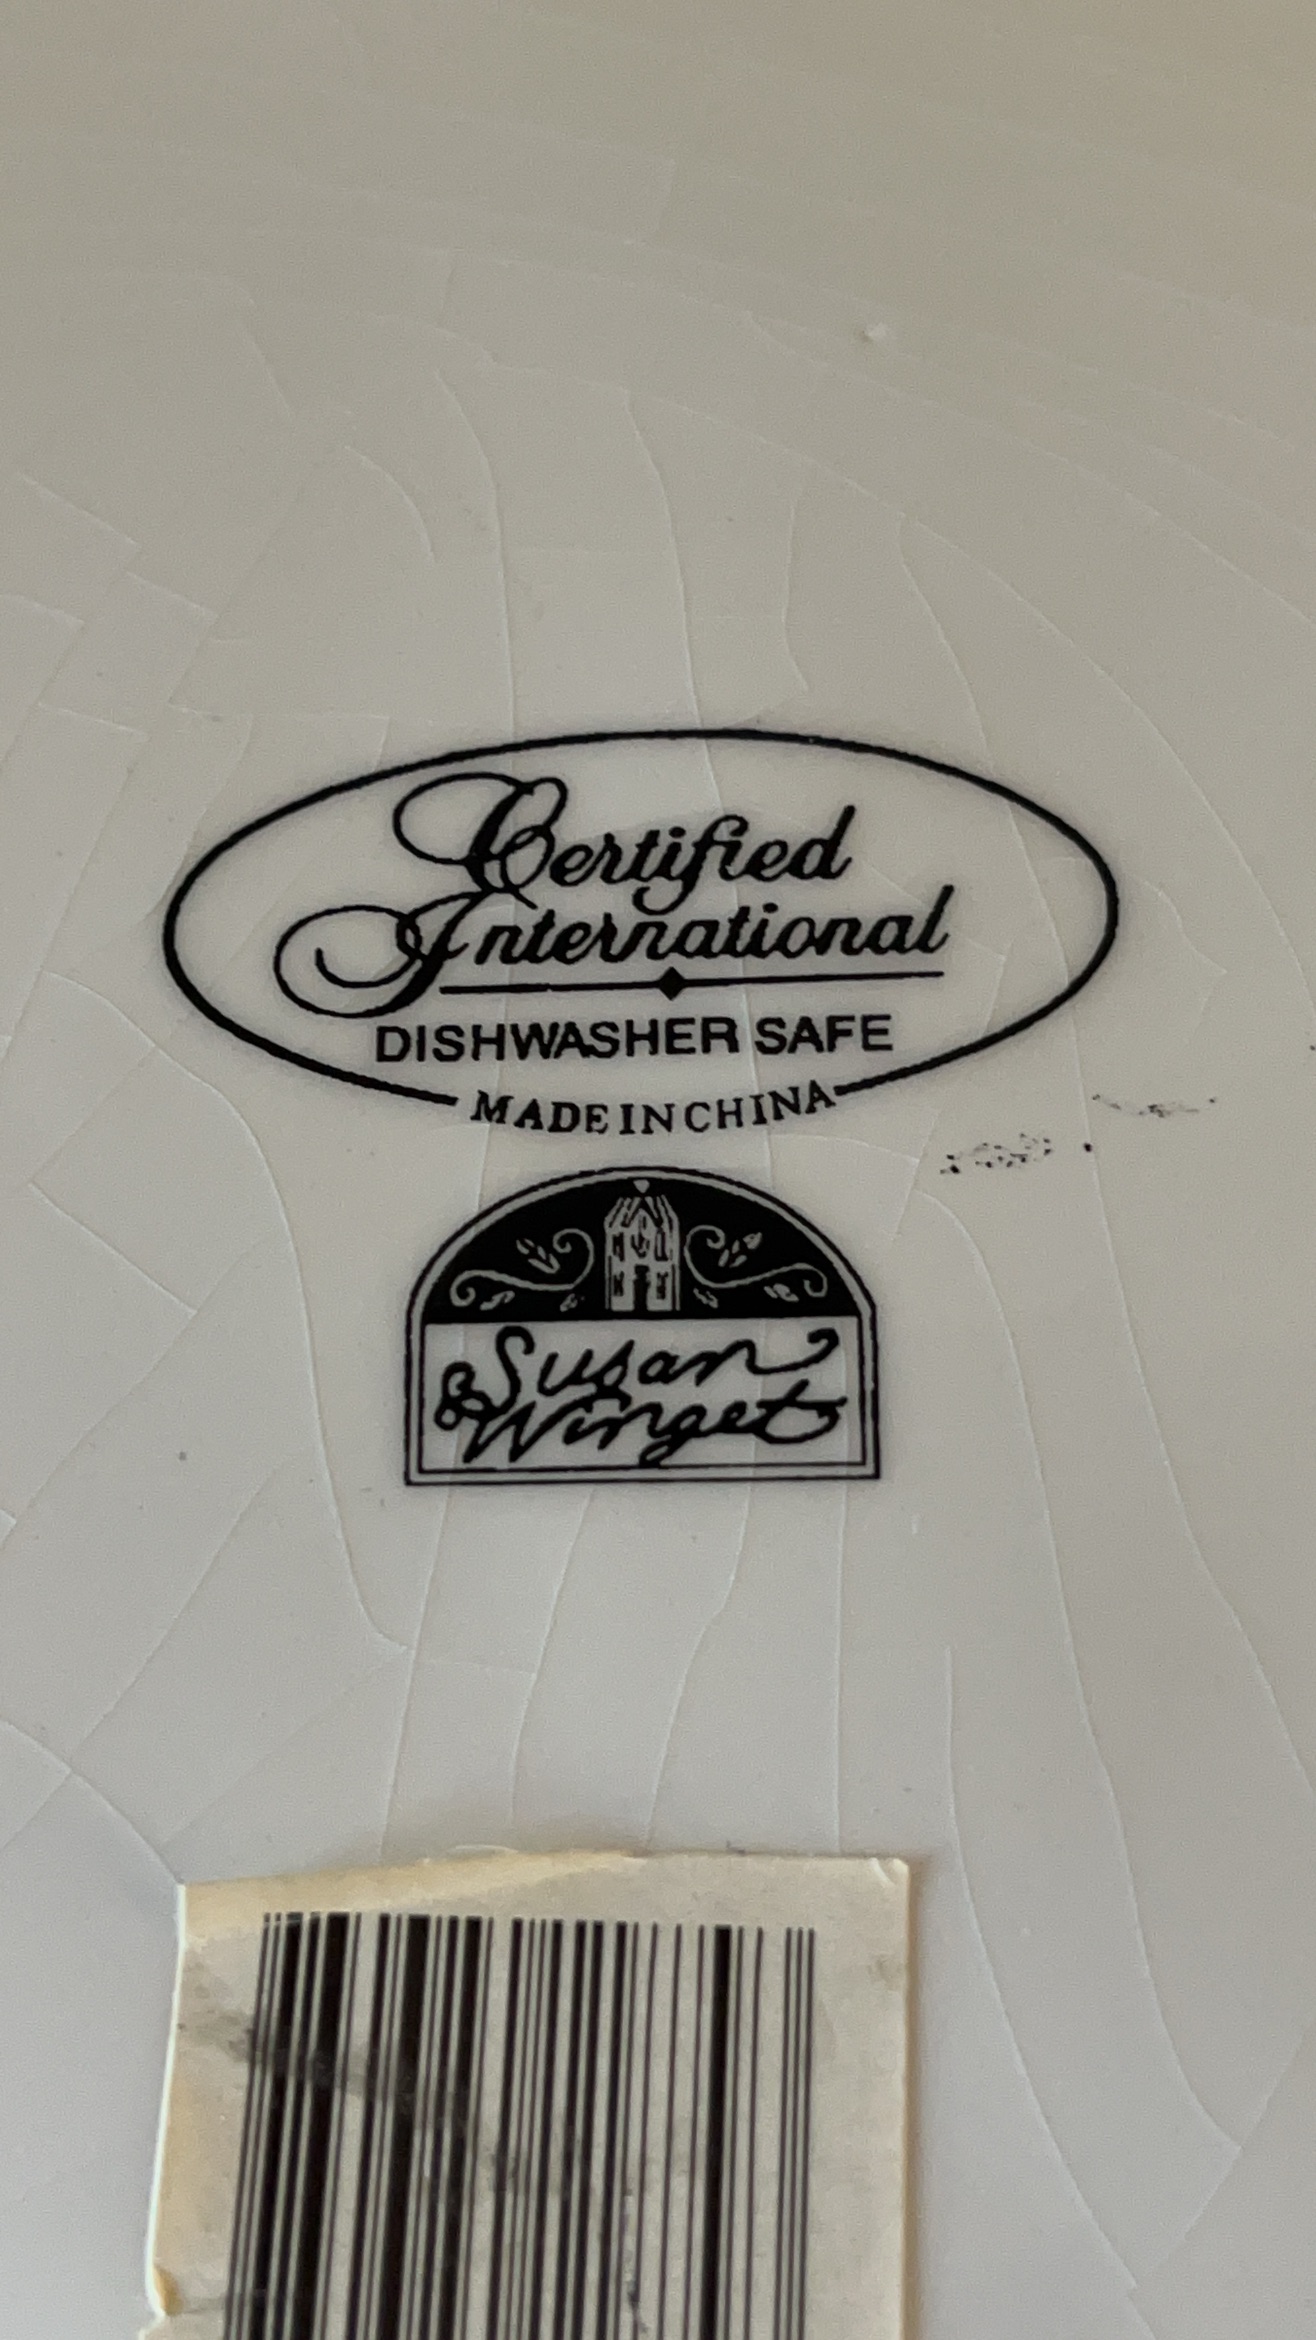 Certified
International
DISHWASHER SAFE
MADE IN CHINA
Susan
Winget